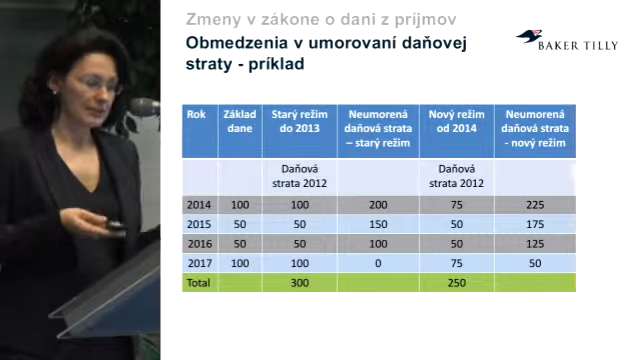 Zmeny v zákone o dani z príjmov
Obmedzenia v umorovaní daňovej
straty - príklad
BAKER TILLY
Rok Základ dane Starý režim do 2013 Neumorená daňová strata – starý režim Nový režim od 2014 Neumorená daňová strata - nový režim
Daňová strata 2012 Daňová strata 2012
2014 100 100 200 75 225
2015 50 50 150 50 175
2016 50 50 100 50 125
2017 100 100 0 75 50
Total 300 250